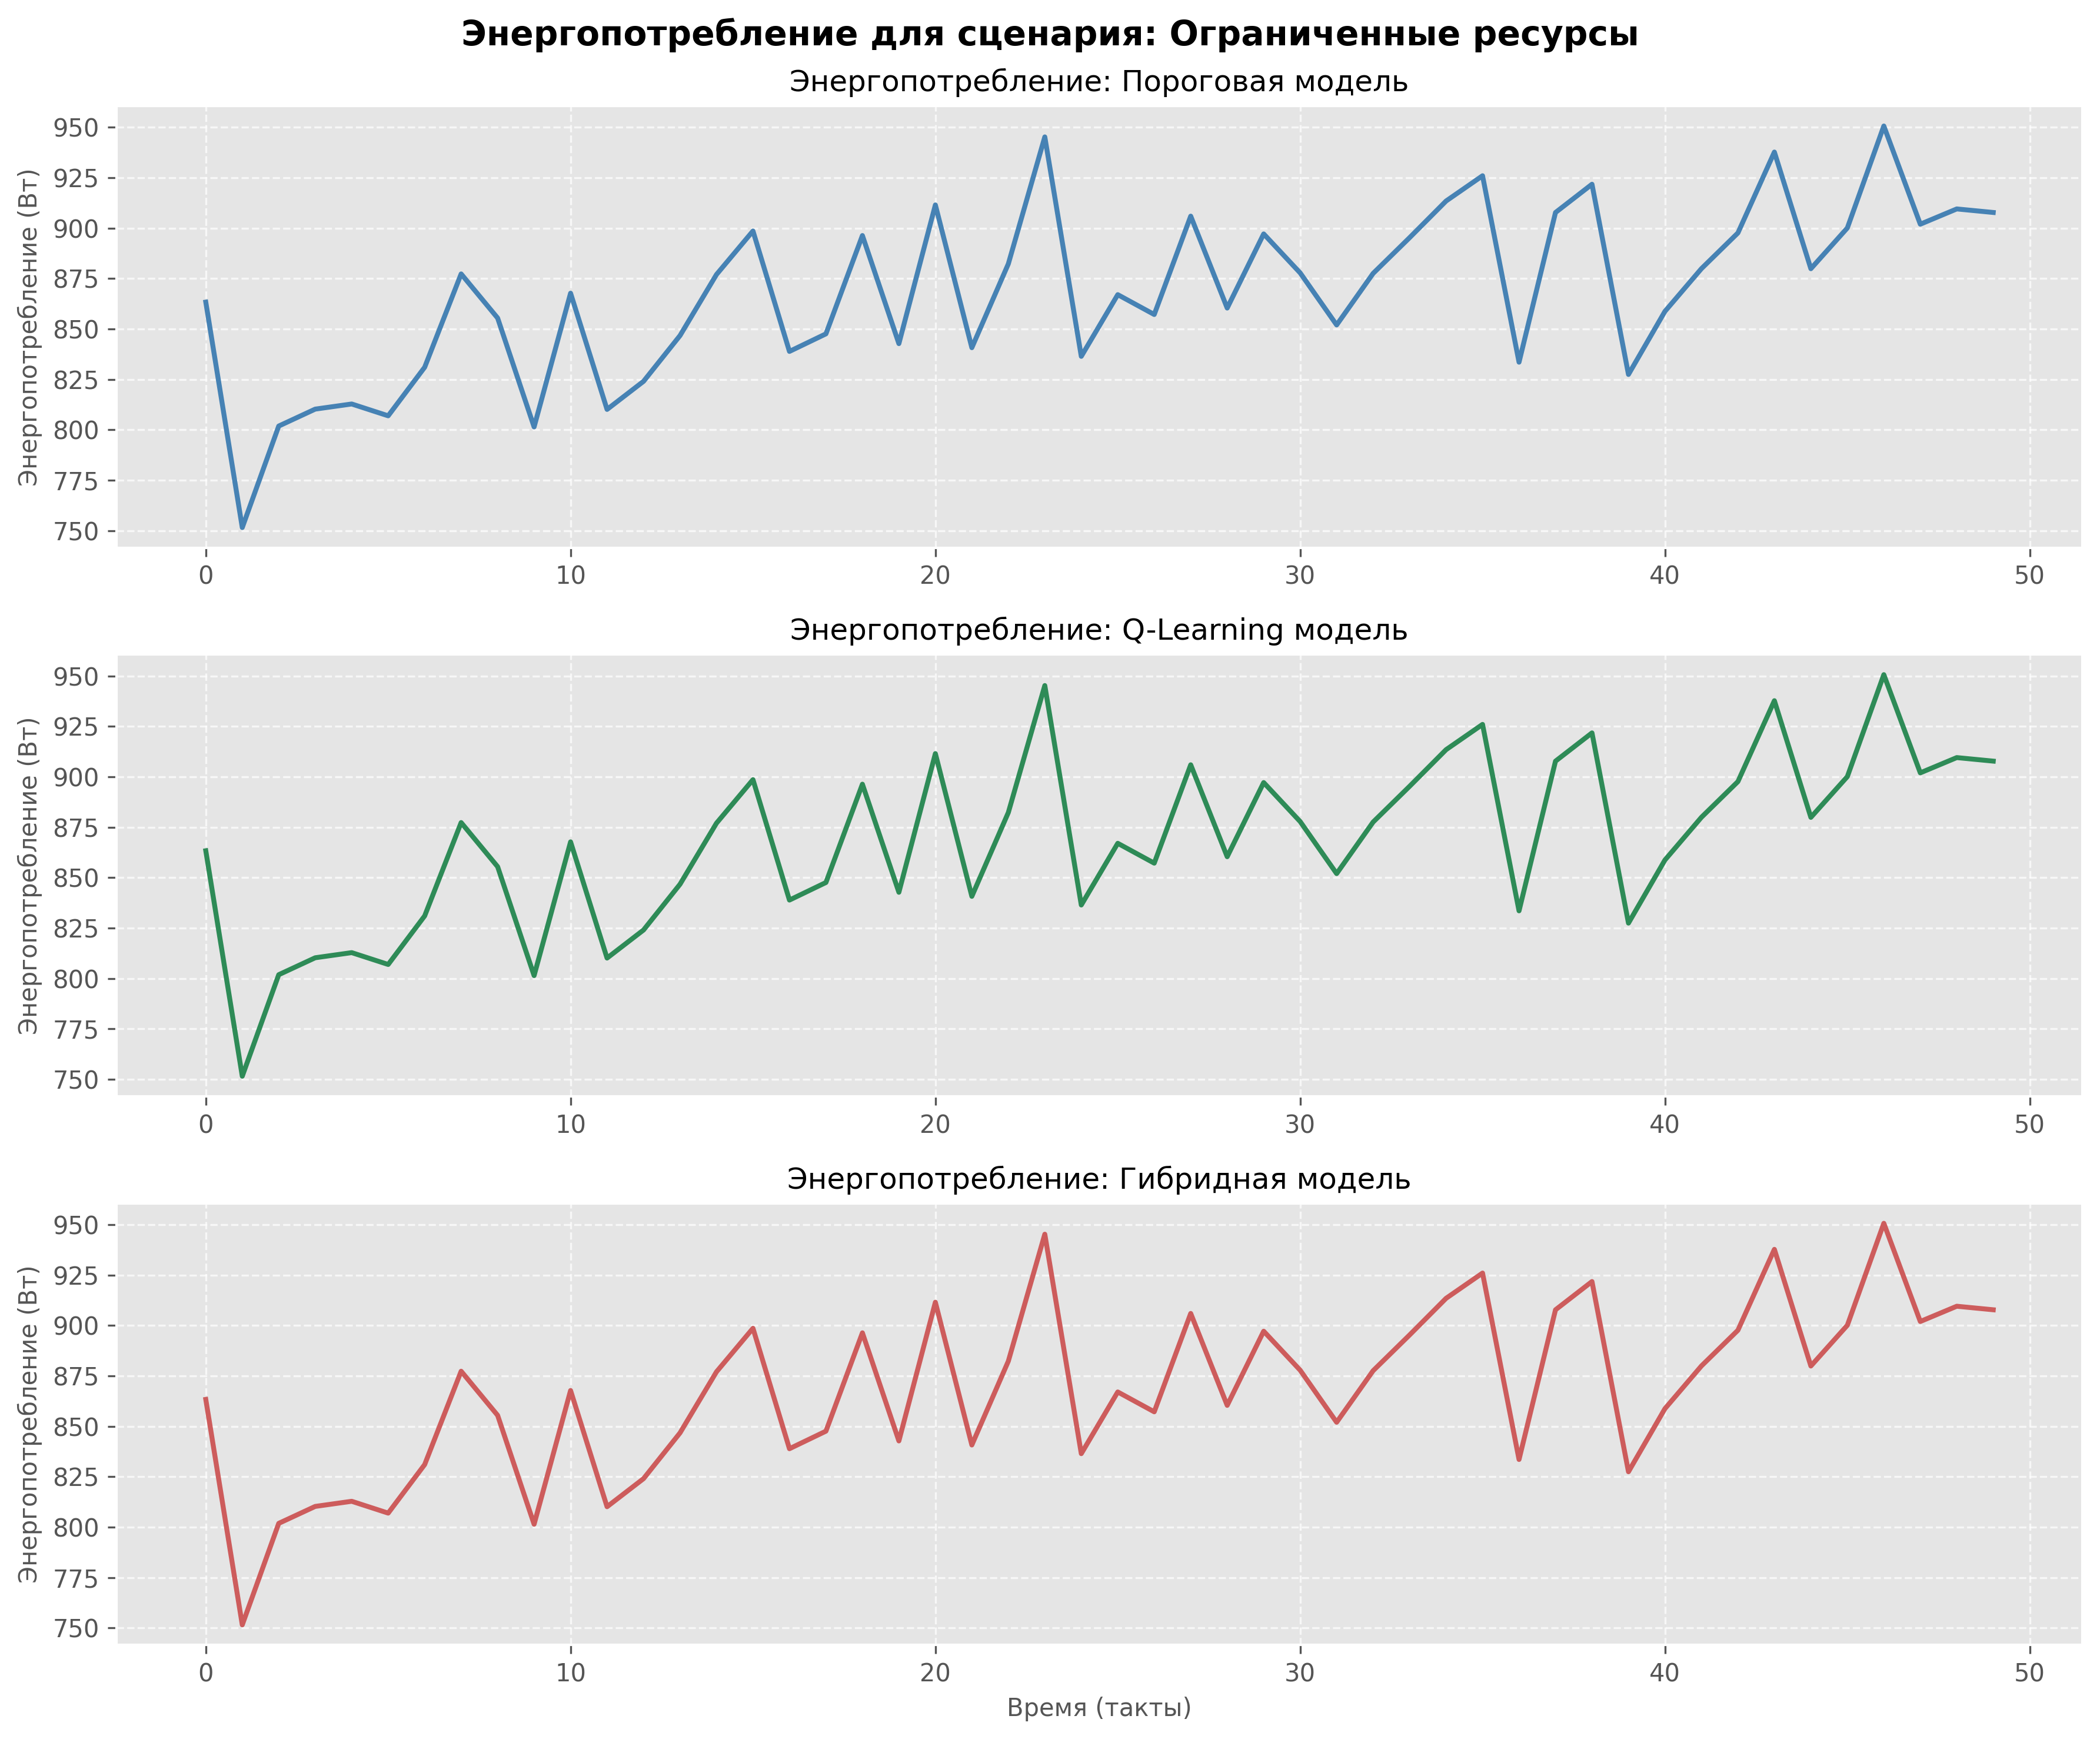 Энергопотребление для сценария: Ограниченные ресурсы
Энергопотребление: Пороговая модель
Энергопотребление (Вт)
950
925
900
875
850
825
800
775
750
0 10 20 30 40 50
Энергопотребление: Q-Learning модель
Энергопотребление (Вт)
950
925
900
875
850
825
800
775
750
0 10 20 30 40 50
Энергопотребление: Гибридная модель
Энергопотребление (Вт)
950
925
900
875
850
825
800
775
750
0 10 20 30 40 50
Время (такты)